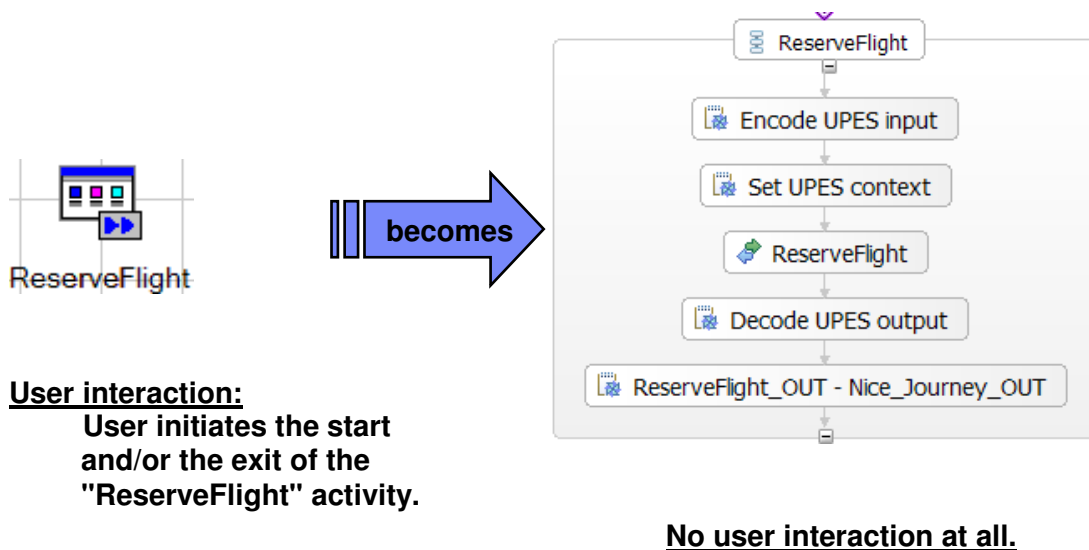 ReserveFlight
Encode UPES input
Set UPES context
ReserveFlight
Decode UPES output
ReserveFlight_OUT - Nice_Journey_OUT
becomes
ReserveFlight
User interaction:
User initiates the start
and/or the exit of the
"ReserveFlight" activity.
No user interaction at all.